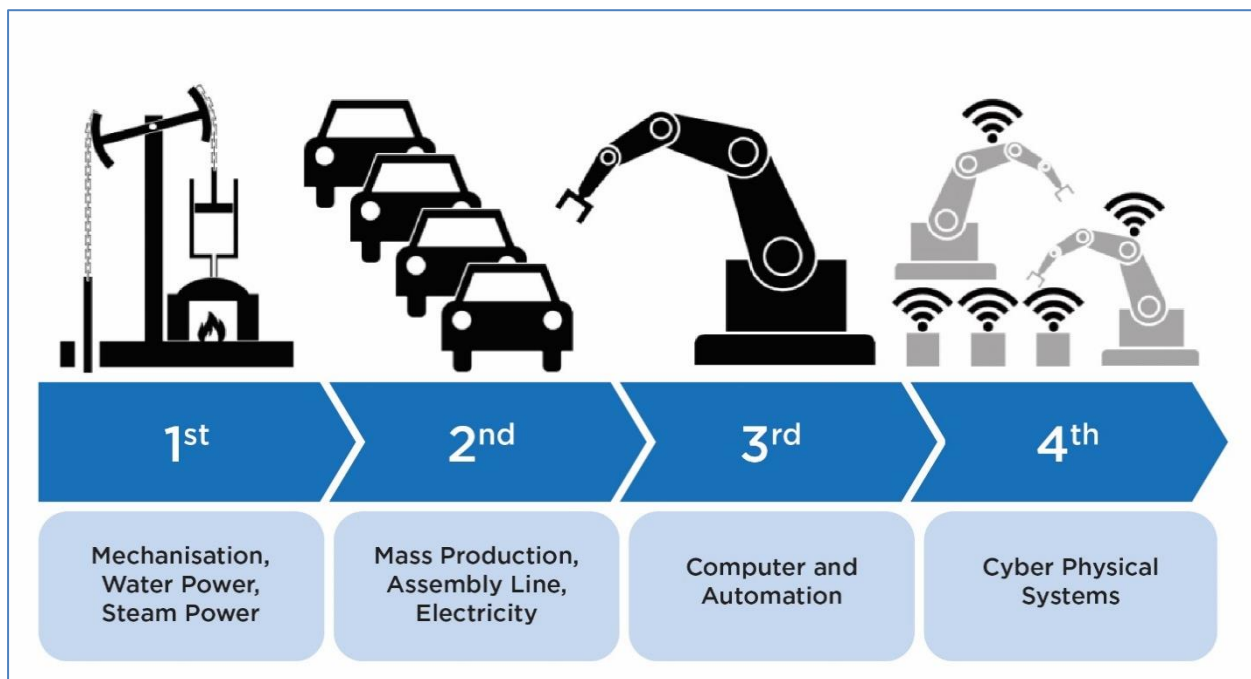 1st
2nd
3rd
4th
Mechanisation,
Water Power,
Steam Power
Mass Production,
Assembly Line,
Electricity
Computer and
Automation
Cyber Physical
Systems